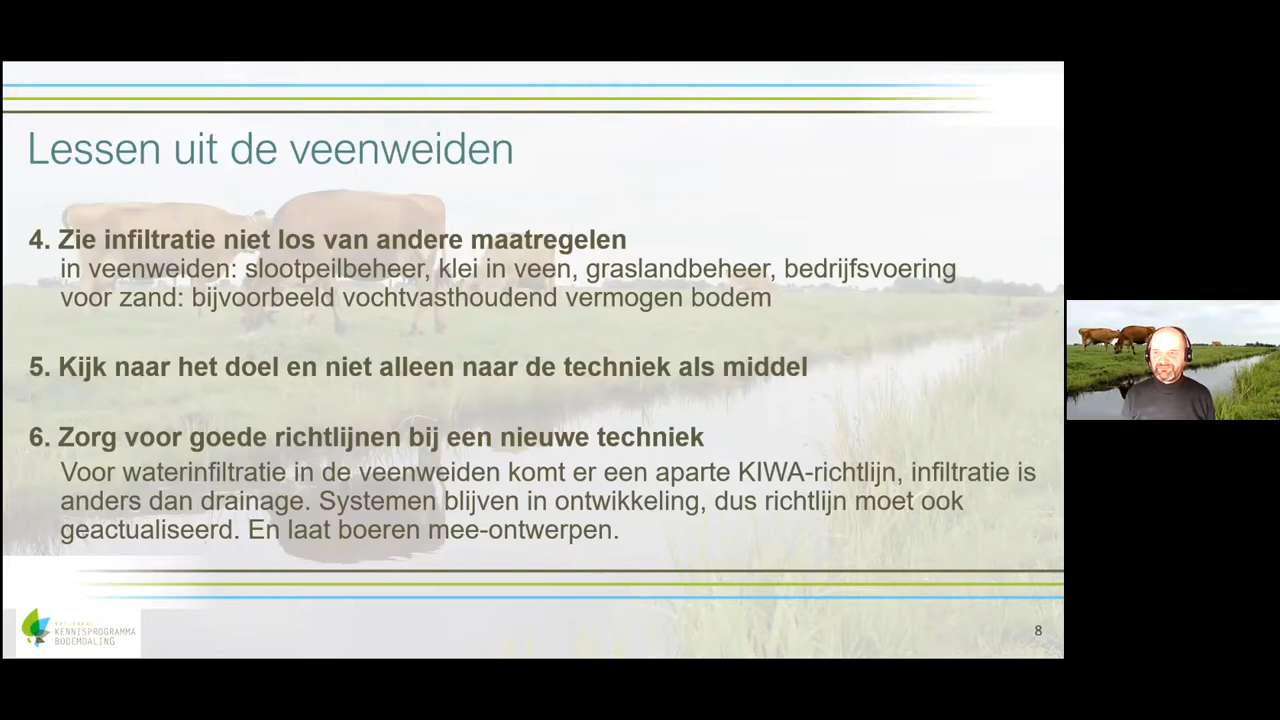 Lessen uit de veenweiden
4. Zie infiltratie niet los van andere maatregelen
in veenweiden: slootpeilbeheer, klei in veen, graslandbeheer, bedrijfsvoering
voor zand: bijvoorbeeld vochtvasthoudend vermogen bodem
5. Kijk naar het doel en niet alleen naar de techniek als middel
6. Zorg voor goede richtlijnen bij een nieuwe techniek
Voor waterinfiltratie in de veenweiden komt er een aparte KIWA-richtlijn, infiltratie is
anders dan drainage. Systemen blijven in ontwikkeling, dus richtlijn moet ook
geactualiseerd. En laat boeren mee-ontwerpen.
NATIONAAL
KENNISPROGRAMMA
BODEMDALING
8